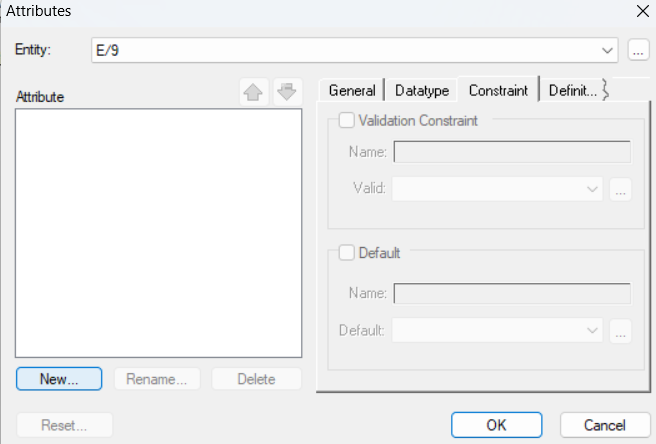 Attributes
Entity: E/9 ...
Attribute
General Datatype Constraint Definit...
Validation Constraint
Name:
Valid: ...
Default
Name:
Default: ...
New... Rename... Delete
Reset... OK Cancel